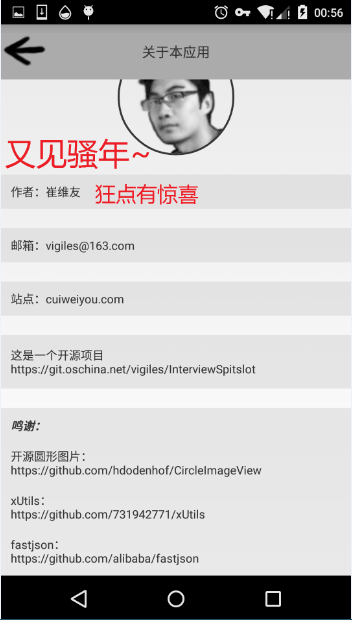 00:56
关于本应用
又见骚年~
作者：崔维友
狂点有惊喜
邮箱：vigiles@163.com
站点：cuiweiyou.com
这是一个开源项目
https://git.oschina.net/vigiles/InterviewSpitslot
鸣谢：
开源圆形图片：
https://github.com/hdodenhof/CircleImageView
xUtils：
https://github.com/731942771/xUtils
fastjson：
https://github.com/alibaba/fastjson